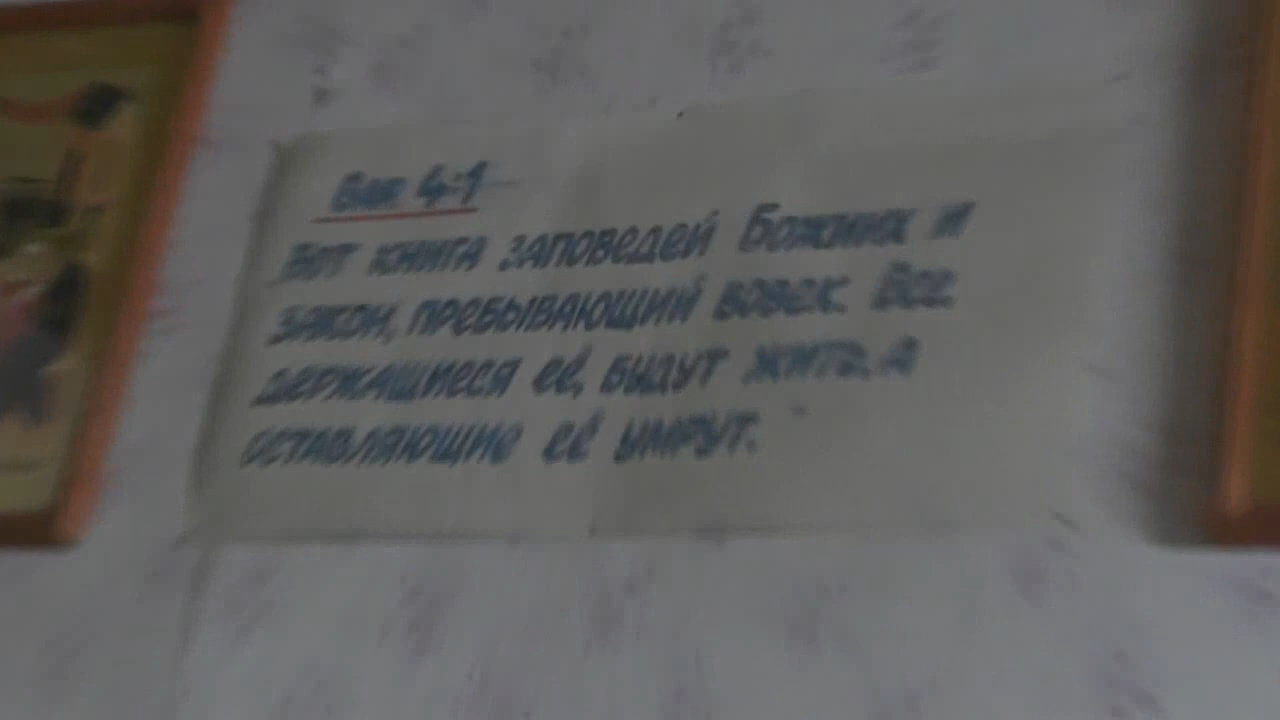 Вар 4:1
Вот книга заповедей Божиих и
закон, пребывающий вовек. Все
держащиеся её, будут жить. А
оставляющие её умрут.